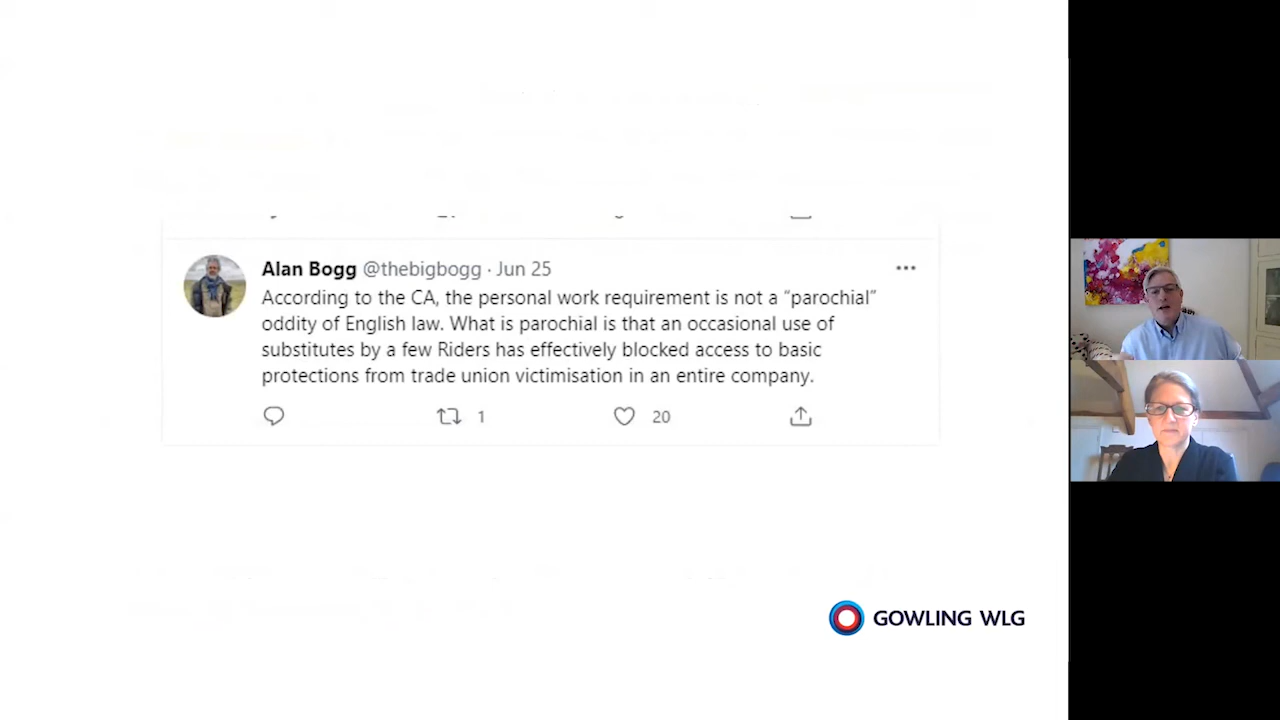 Alan Bogg @thebigbogg · Jun 25
According to the CA, the personal work requirement is not a “parochial”
oddity of English law. What is parochial is that an occasional use of
substitutes by a few Riders has effectively blocked access to basic
protections from trade union victimisation in an entire company.
1 20
GOWLING WLG